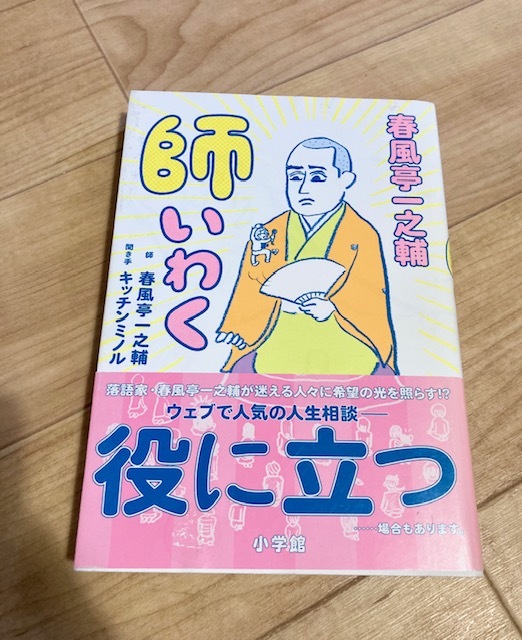 春風亭一之輔
師いわく
師 春風亭一之輔
聞き手 キッチンミノル
落語家・春風亭一之輔が迷える人々に希望の光を照らす!?
ウェブで人気の人生相談──
役に立つ
……場合もあります。
小学館